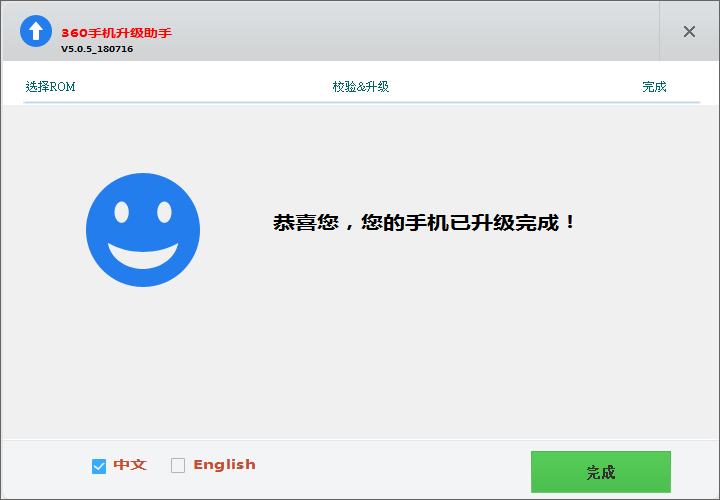 360手机升级助手
V5.0.5_180716
选择ROM
校验&升级
完成
恭喜您，您的手机已升级完成！
中文
English
完成